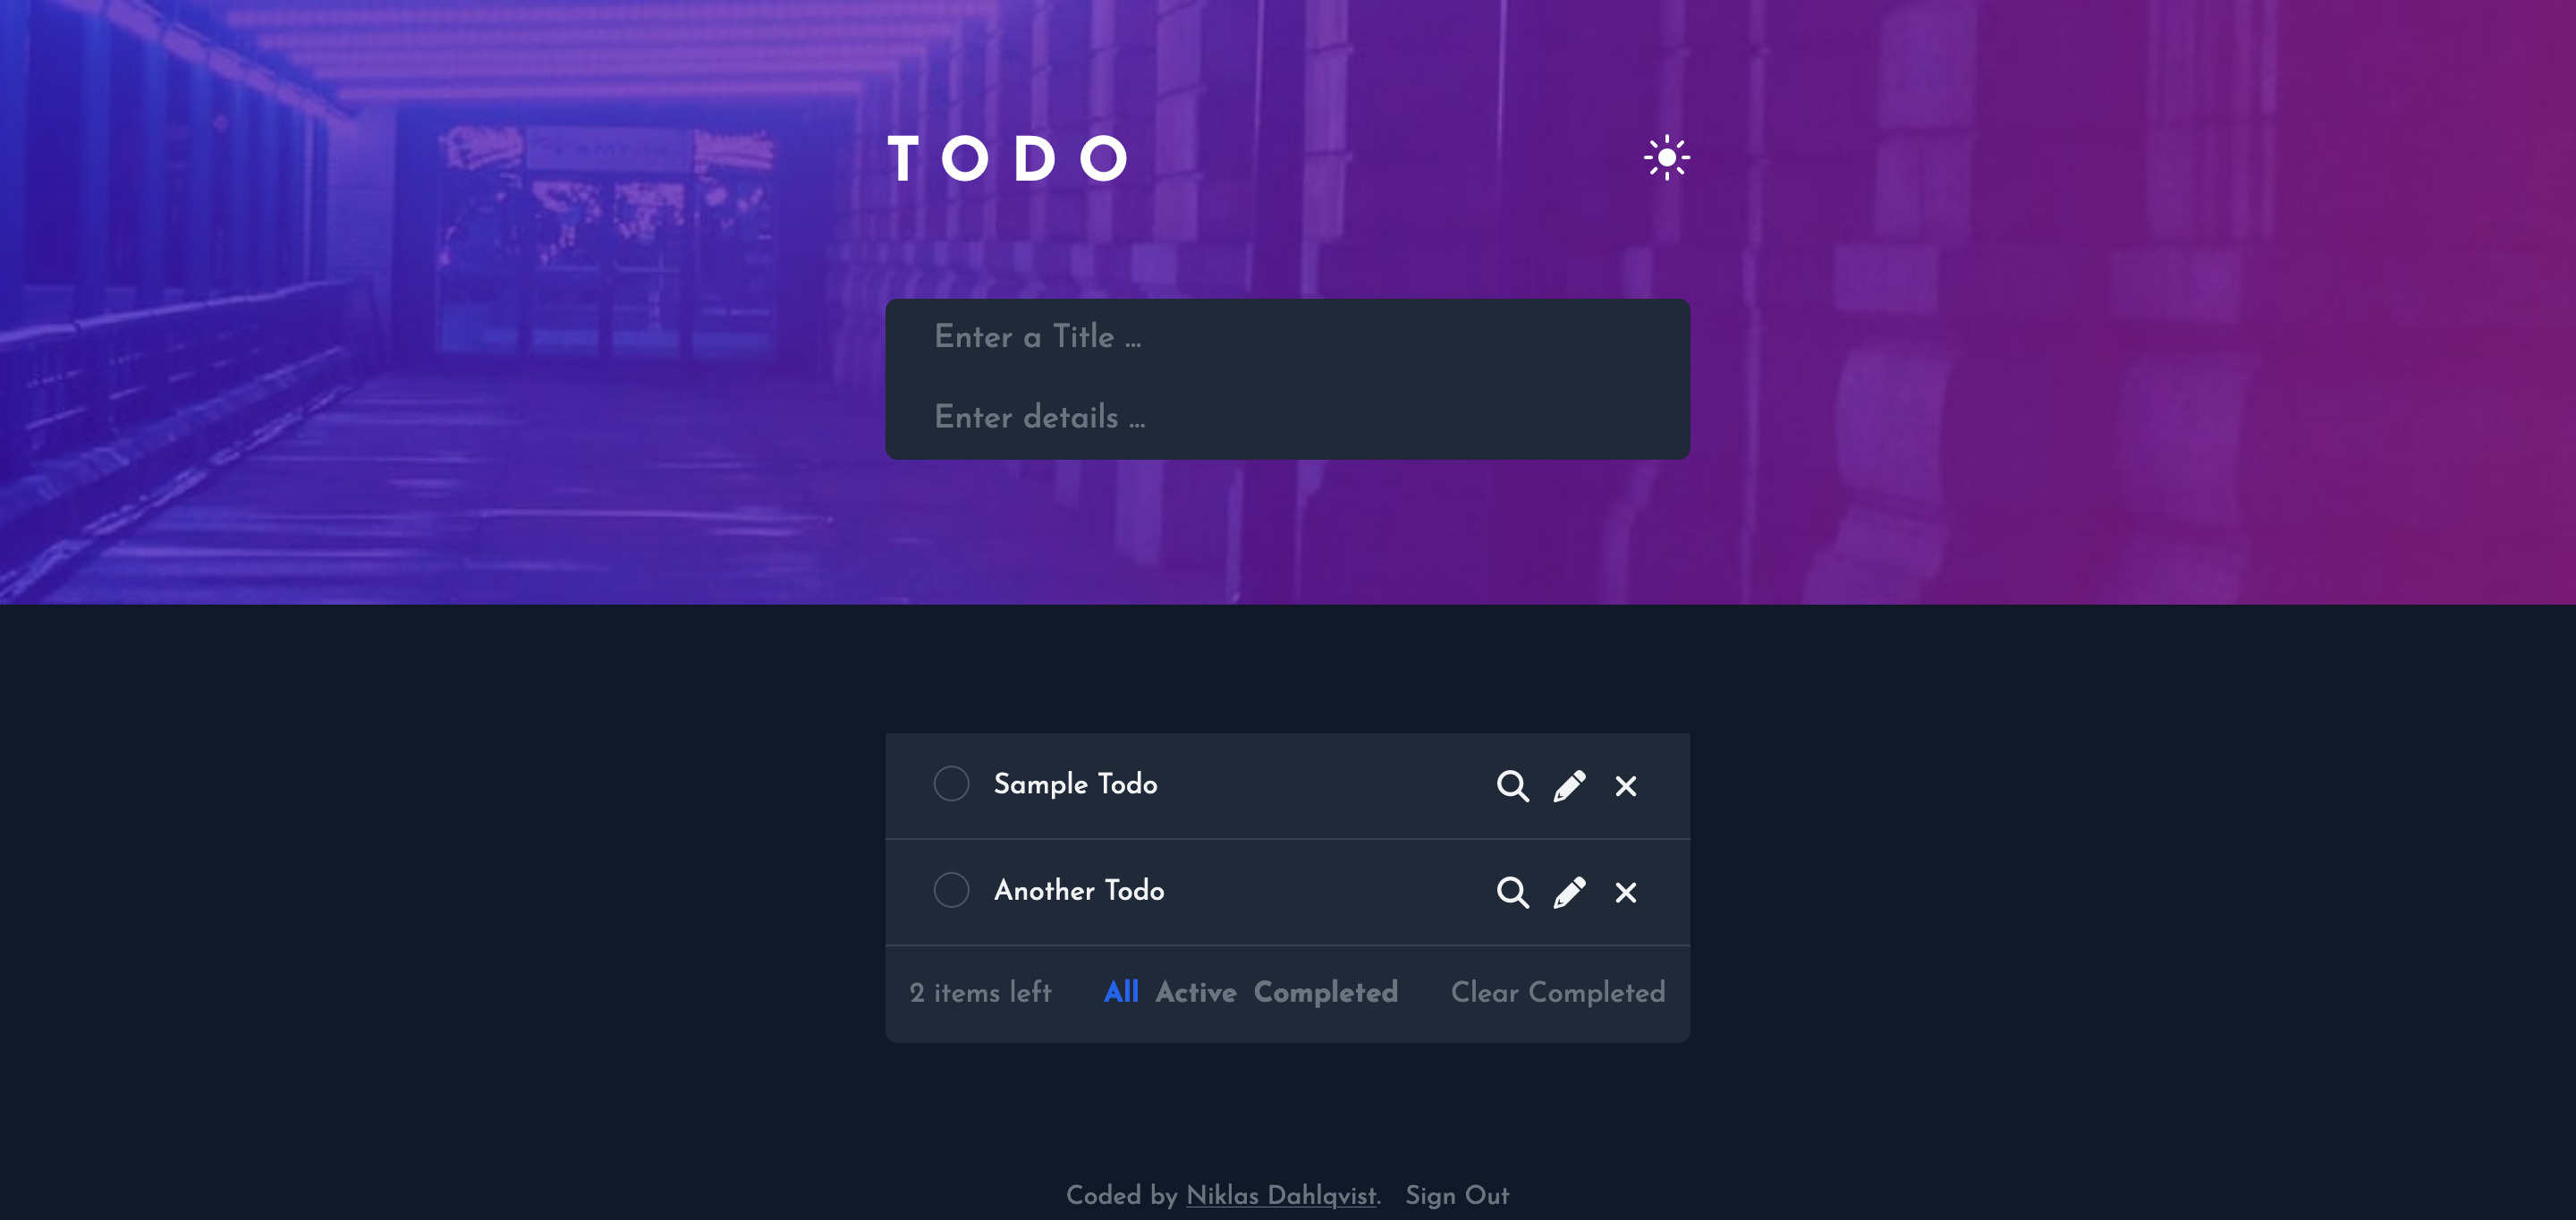 TODO
Enter a Title ...
Enter details ...
Sample Todo
Another Todo
2 items left All Active Completed Clear Completed
Coded by Niklas Dahlqvist. Sign Out